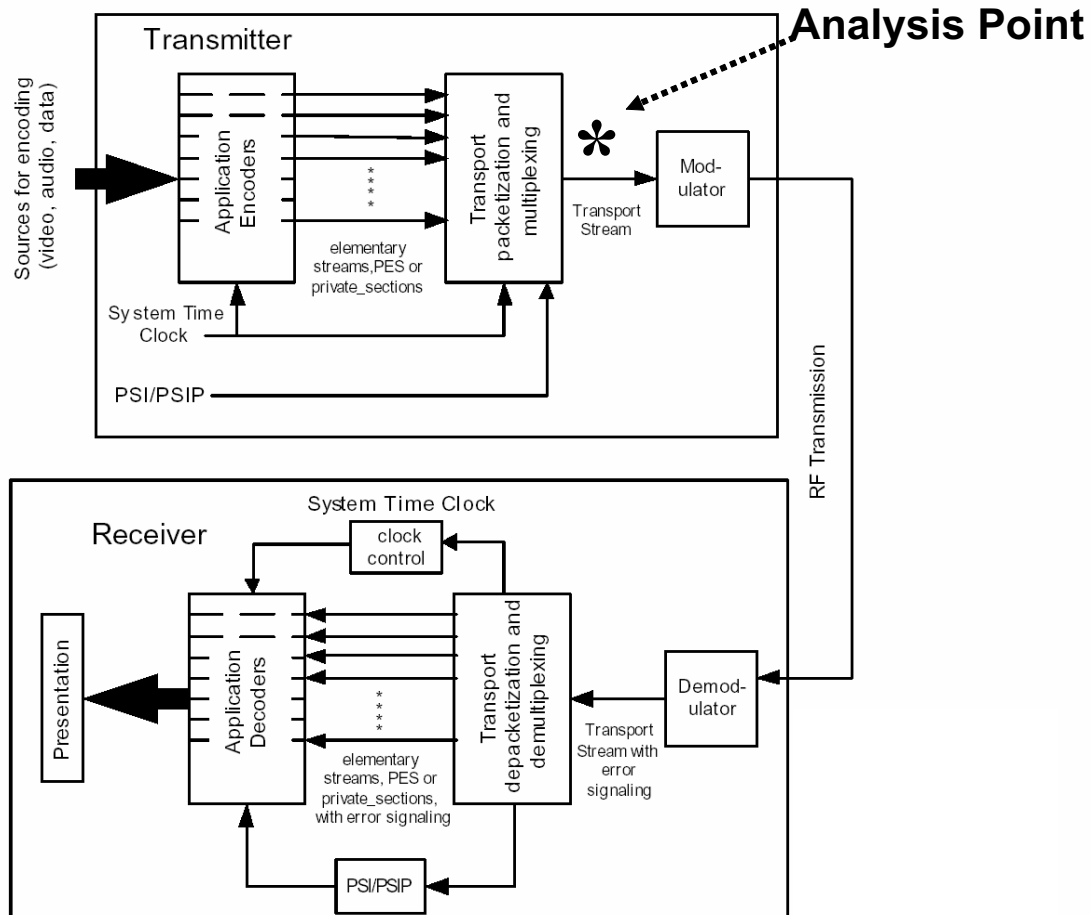 Analysis Point
Transmitter
Sources for encoding
(video, audio, data)
Application
Encoders
****
elementary
streams,PES or
private_sections
Transport
packetization and
multiplexing
*
Transport
Stream
Mod-
ulator
System Time
Clock
PSI/PSIP
RF Transmission
System Time Clock
Receiver
clock
control
Presentation
Application
Decoders
****
elementary
streams, PES or
private_sections,
with error signaling
Transport
depacketization and
demultiplexing
Transport
Stream with
error
signaling
Demod-
ulator
PSI/PSIP